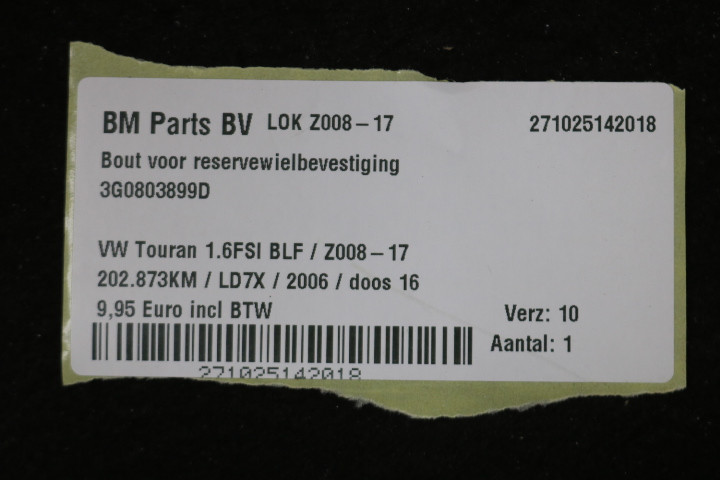 BM Parts BV LOK Z008-17 271025142018
Bout voor reservewielbevestiging
3G0803899D
VW Touran 1.6FSI BLF / Z008-17
202.873KM / LD7X / 2006 / doos 16
9,95 Euro incl BTW Verz: 10
Aantal: 1
271025142018